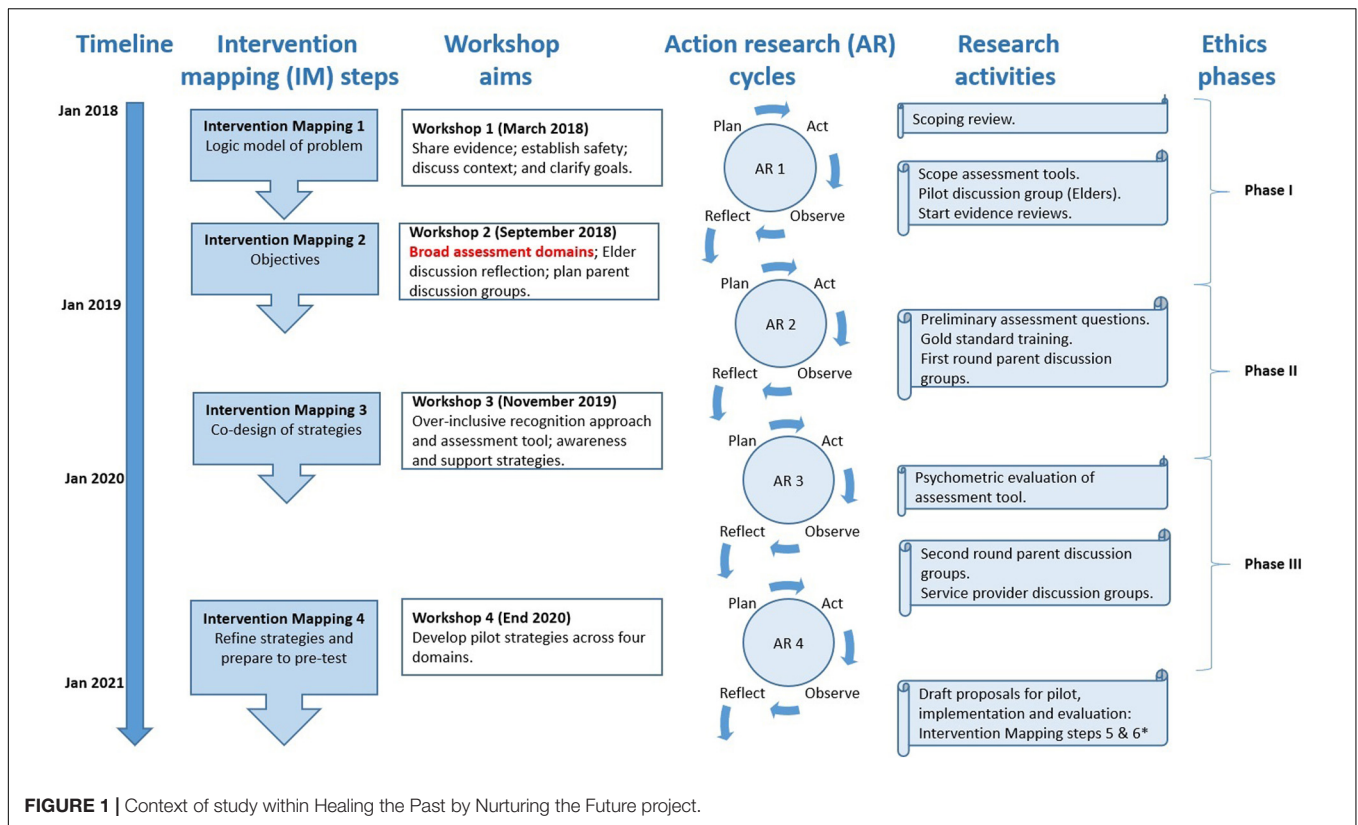 Timeline
Intervention
mapping (IM) steps
Workshop
aims
Action research (AR)
cycles
Research
activities
Ethics
phases
Jan 2018
Jan 2019
Jan 2020
Jan 2021
Intervention Mapping 1
Logic model of problem
Intervention Mapping 2
Objectives
Intervention Mapping 3
Co-design of strategies
Intervention Mapping 4
Refine strategies and
prepare to pre-test
Workshop 1 (March 2018)
Share evidence; establish safety;
discuss context; and clarify goals.
Workshop 2 (September 2018)
Broad assessment domains; Elder
discussion reflection; plan parent
discussion groups.
Workshop 3 (November 2019)
Over-inclusive recognition approach
and assessment tool; awareness
and support strategies.
Workshop 4 (End 2020)
Develop pilot strategies across four
domains.
Plan
Act
AR 1
Reflect
Observe
Plan
Act
AR 2
Reflect
Observe
Plan
Act
AR 3
Reflect
Observe
Plan
Act
AR 4
Reflect
Observe
Scoping review.
Scope assessment tools.
Pilot discussion group (Elders).
Start evidence reviews.
Preliminary assessment questions.
Gold standard training.
First round parent discussion
groups.
Psychometric evaluation of
assessment tool.
Second round parent discussion
groups.
Service provider discussion groups.
Draft proposals for pilot,
implementation and evaluation:
Intervention Mapping steps 5 & 6*
Phase I
Phase II
Phase III
FIGURE 1 | Context of study within Healing the Past by Nurturing the Future project.